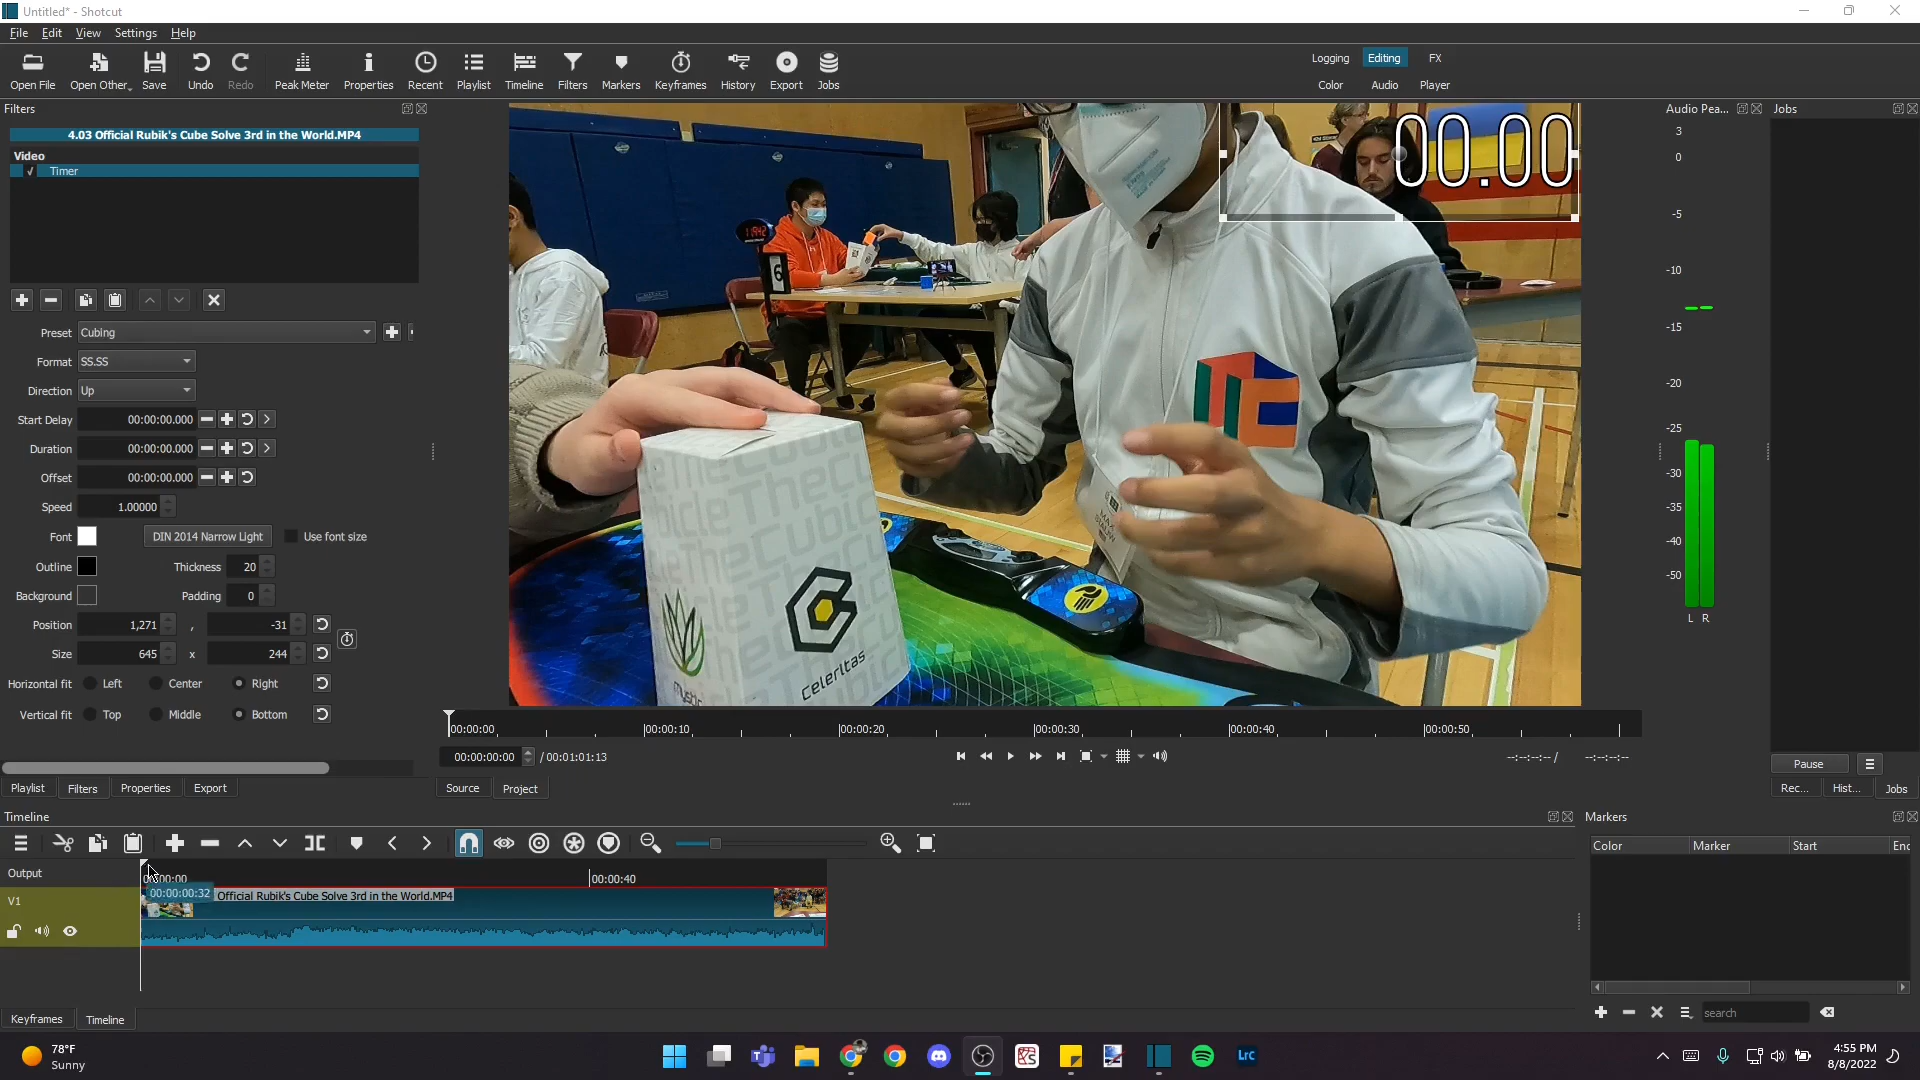 Untitled* - Shotcut
File Edit View Settings Help
Open File Open Other... Save Undo Redo Peak Meter Properties Recent Playlist Timeline Filters Markers Keyframes History Export Jobs
Logging Editing FX
Color Audio Player
Filters
Audio Pea... Jobs
4.03 Official Rubik's Cube Solve 3rd in the World.MP4
Video
Timer
Preset Cubing
Format SS.SS
Direction Up
Start Delay 00:00:00.000
Duration 00:00:00.000
Offset 00:00:00.000
Speed 1.00000
Font DIN 2014 Narrow Light Use font size
Outline Thickness 20
Background Padding 0
Position 1,271 , -31
Size 645 x 244
Horizontal fit Left Center Right
Vertical fit Top Middle Bottom
00.00
6
TheCubicle
Celeritas
3
0
-5
-10
-15
-20
-25
-30
-35
-40
-50
L R
00:00:00 00:00:10 00:00:20 00:00:30 00:00:40 00:00:50
00:00:00:00 / 00:01:01:13
--:--:--:-- / --:--:--:--
Pause
Playlist Filters Properties Export
Source Project
Rec... Hist... Jobs
Timeline
Markers
Color Marker Start End
Output
00:00:00 00:00:40
00:00:00:32
V1
Official Rubik's Cube Solve 3rd in the World.MP4
search
Keyframes Timeline
78°F
Sunny
Lrc
4:55 PM
8/8/2022